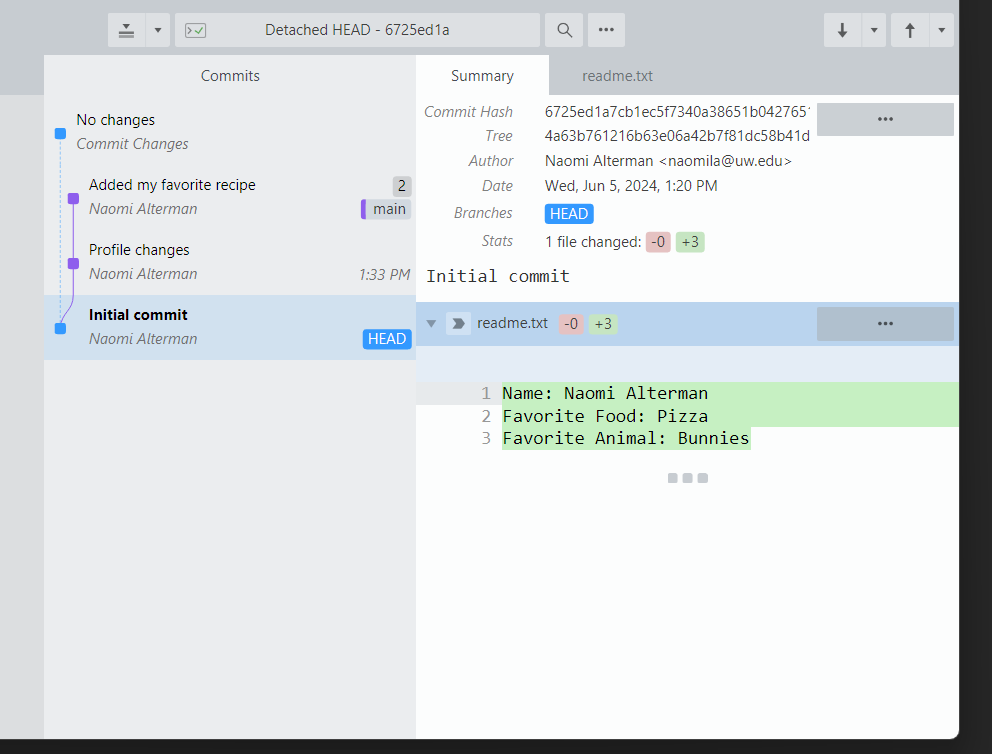 Detached HEAD - 6725ed1a
Commits
No changes
Commit Changes
Added my favorite recipe 2
Naomi Alterman main
Profile changes
Naomi Alterman 1:33 PM
Initial commit
Naomi Alterman HEAD
Summary readme.txt
Commit Hash 6725ed1a7cb1ec5f7340a38651b042765
Tree 4a63b761216b63e06a42b7f81dc58b41d
Author Naomi Alterman <naomila@uw.edu>
Date Wed, Jun 5, 2024, 1:20 PM
Branches HEAD
Stats 1 file changed: -0 +3
Initial commit
readme.txt -0 +3
1 Name: Naomi Alterman
2 Favorite Food: Pizza
3 Favorite Animal: Bunnies